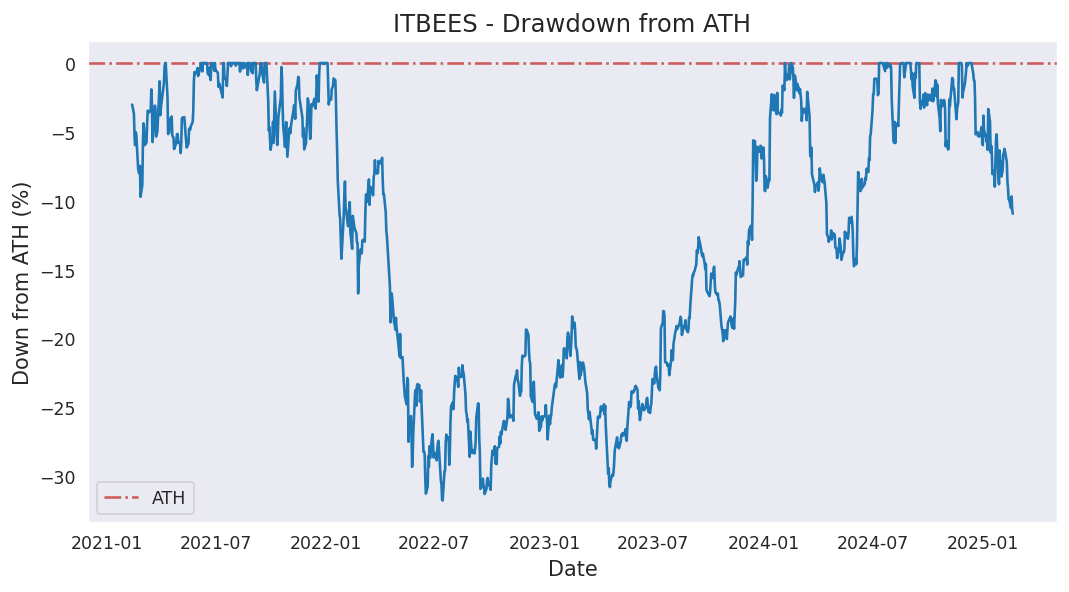 ITBEES - Drawdown from ATH
Down from ATH (%)
0
−5
−10
−15
−20
−25
−30
ATH
2021-01 2021-07 2022-01 2022-07 2023-01 2023-07 2024-01 2024-07 2025-01
Date